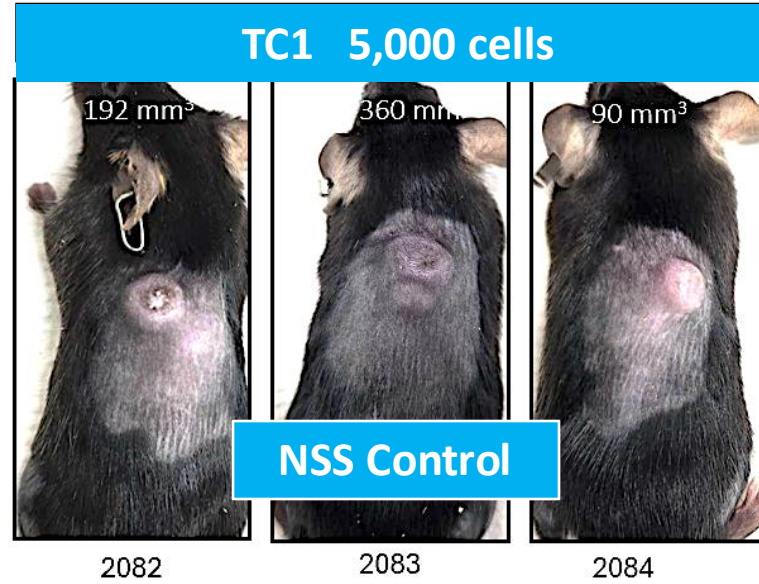 TC1 5,000 cells
192 mm³
360 mm
90 mm³
NSS Control
2082
2083
2084